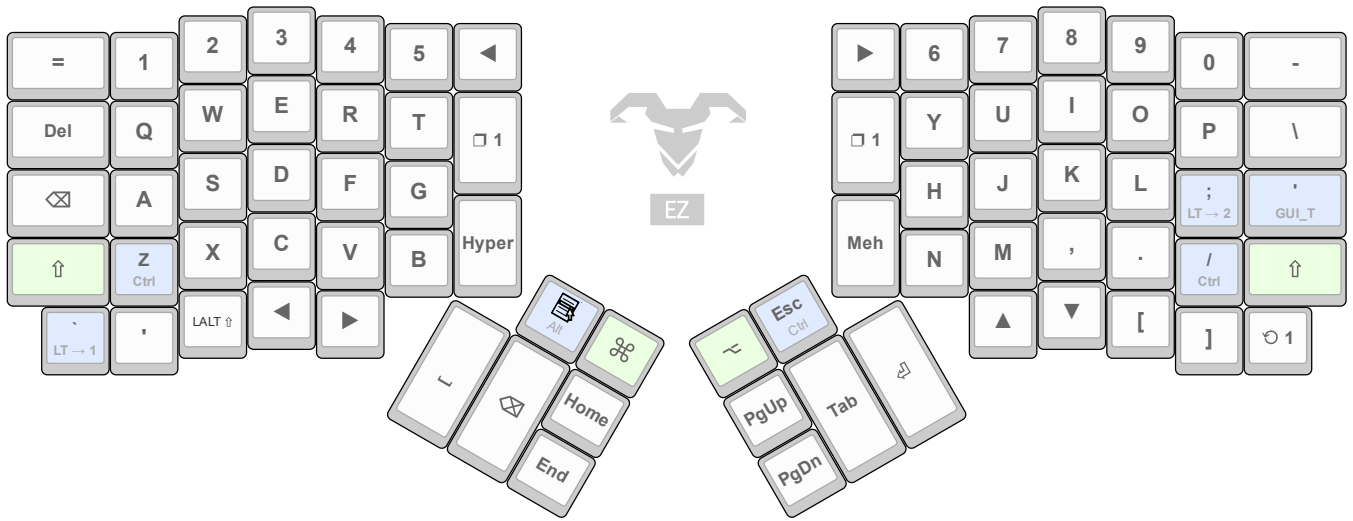 = 1 2 3 4 5 ◀
▶ 6 7 8 9 0 -
Del Q W E R T ❐ 1
❐ 1 Y U I O P \
⌫ A S D F G
H J K L ; '
LT → 2 GUI_T
EZ
⇧ Z X C V B Hyper
Ctrl
Meh N M , . / ⇧
Ctrl
` ' LALT ⇧ ◀ ▶
LT → 1
▲ ▼ [ ] ⟲ 1
Alt ⌘
⌥ Esc
Ctrl
⎵ ⌫ Home
PgUp Tab
End
PgDn